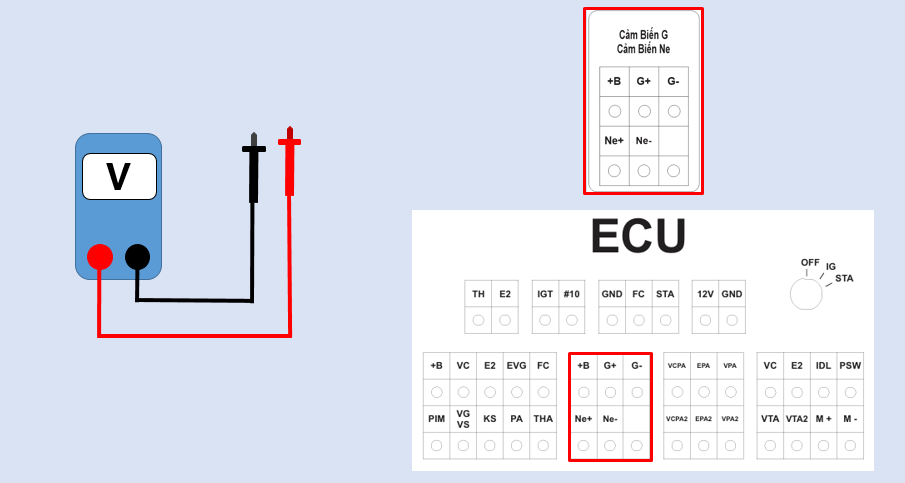 Cảm Biến G
Cảm Biến Ne
+B G+ G-
Ne+ Ne-
V
ECU
OFF IG STA
TH E2 IGT #10 GND FC STA 12V GND
+B VC E2 EVG FC +B G+ G- VCPA EPA VPA VC E2 IDL PSW
PIM VG VS KS PA THA Ne+ Ne- VCPA2 EPA2 VPA2 VTA VTA2 M + M -